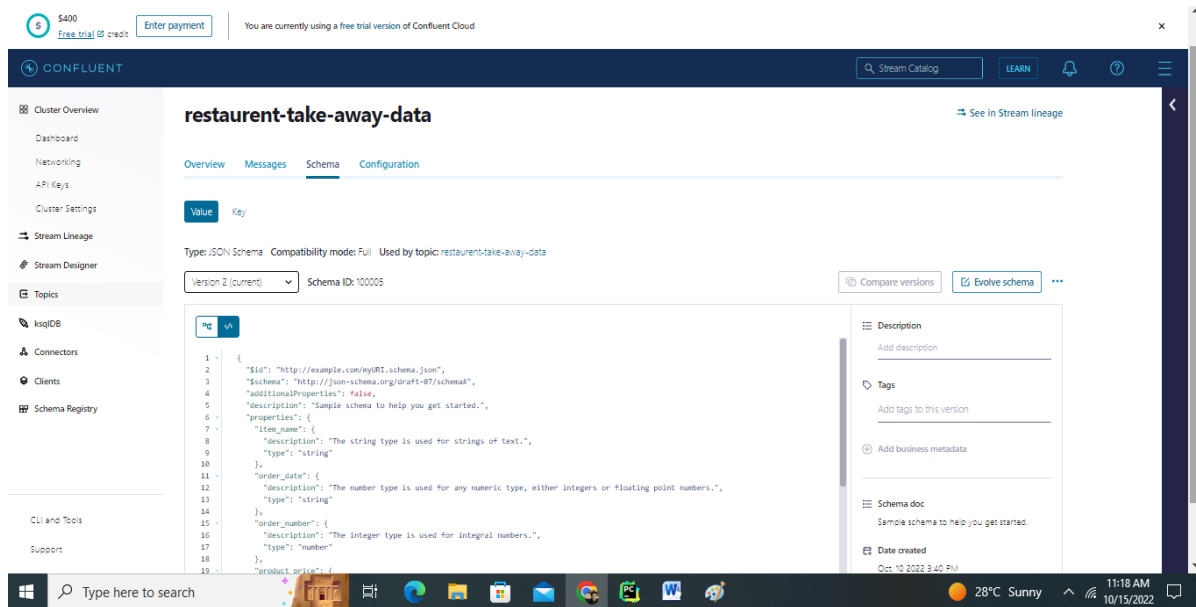 $400
Free trial credit
Enter payment
You are currently using a free trial version of Confluent Cloud
CONFLUENT
Stream Catalog
LEARN
Cluster Overview
Dashboard
Networking
API Keys
Cluster Settings
Stream Lineage
Stream Designer
Topics
ksqlDB
Connectors
Clients
Schema Registry
CLI and Tools
Support
restaurent-take-away-data
See in Stream lineage
Overview Messages Schema Configuration
Value Key
Type: JSON Schema Compatibility mode: Full Used by topic: restaurent-take-away-data
Version 2 (current) Schema ID: 100005
Compare versions Evolve schema ...
1 {
2 "$id": "http://example.com/myURI.schema.json",
3 "$schema": "http://json-schema.org/draft-07/schema#",
4 "additionalProperties": false,
5 "description": "Sample schema to help you get started.",
6 "properties": {
7 "item_name": {
8 "description": "The string type is used for strings of text.",
9 "type": "string"
10 },
11 "order_date": {
12 "description": "The number type is used for any numeric type, either integers or floating point numbers.",
13 "type": "string"
14 },
15 "order_number": {
16 "description": "The integer type is used for integral numbers.",
17 "type": "number"
18 },
19 "product_price": {
Description
Add description
Tags
Add tags to this version
Add business metadata
Schema doc
Sample schema to help you get started.
Date created
Oct. 10 2022 3:40 PM
Type here to search
28°C Sunny
11:18 AM
10/15/2022